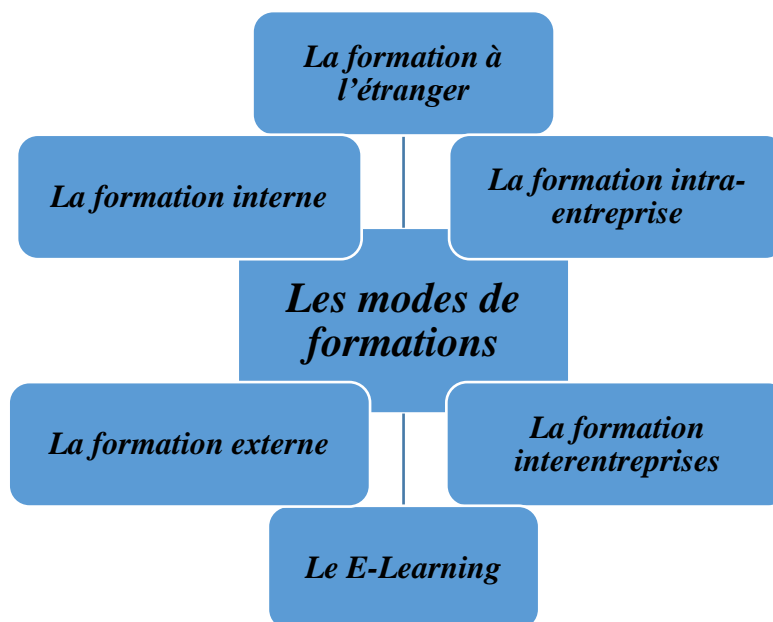 La formation à
l’étranger
La formation interne
La formation intra-
entreprise
Les modes de
formations
La formation externe
La formation
interentreprises
Le E-Learning